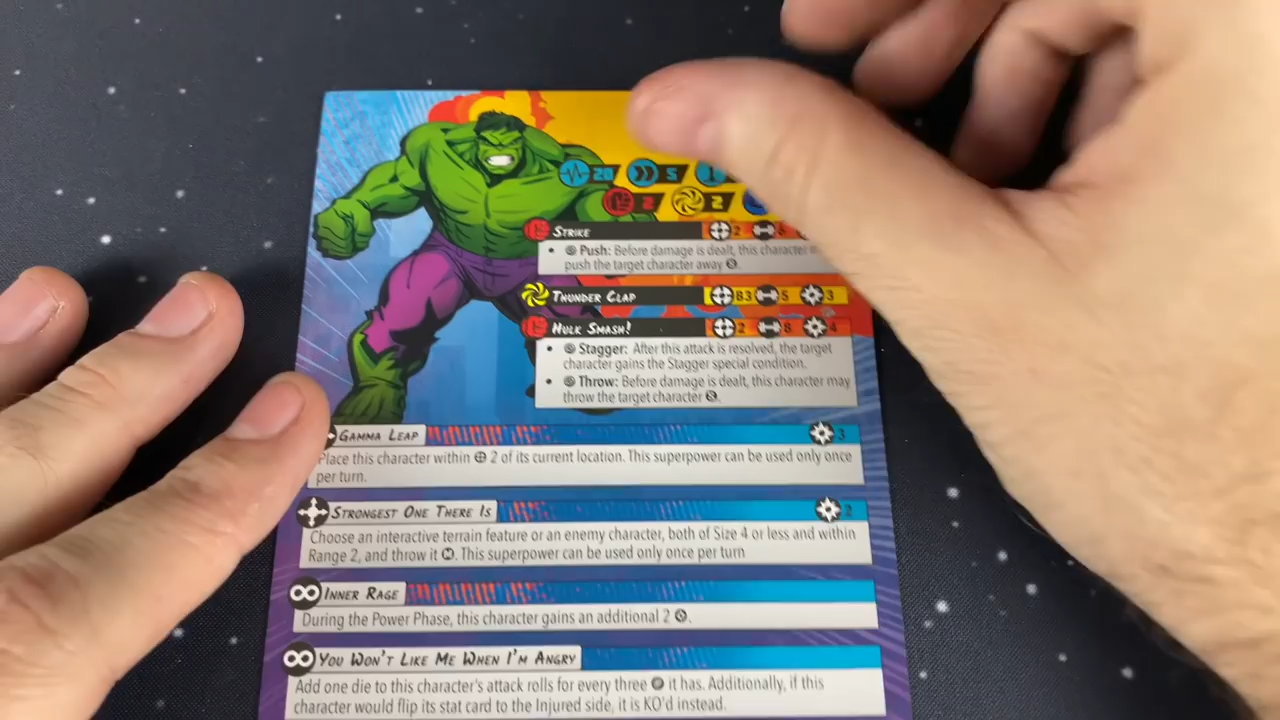 20 5
2 2
STRIKE 2 6
• Push: Before damage is dealt, this character
push the target character away S.
THUNDER CLAP B3 5 3
HULK SMASH! 2 8 4
• Stagger: After this attack is resolved, the target
character gains the Stagger special condition.
• Throw: Before damage is dealt, this character may
throw the target character S.
GAMMA LEAP 3
Place this character within 2 of its current location. This superpower can be used only once
per turn.
STRONGEST ONE THERE IS 2
Choose an interactive terrain feature or an enemy character, both of Size 4 or less and within
Range 2, and throw it M. This superpower can be used only once per turn
INNER RAGE
During the Power Phase, this character gains an additional 2 .
YOU WON'T LIKE ME WHEN I'M ANGRY
Add one die to this character's attack rolls for every three it has. Additionally, if this
character would flip its stat card to the Injured side, it is KO'd instead.